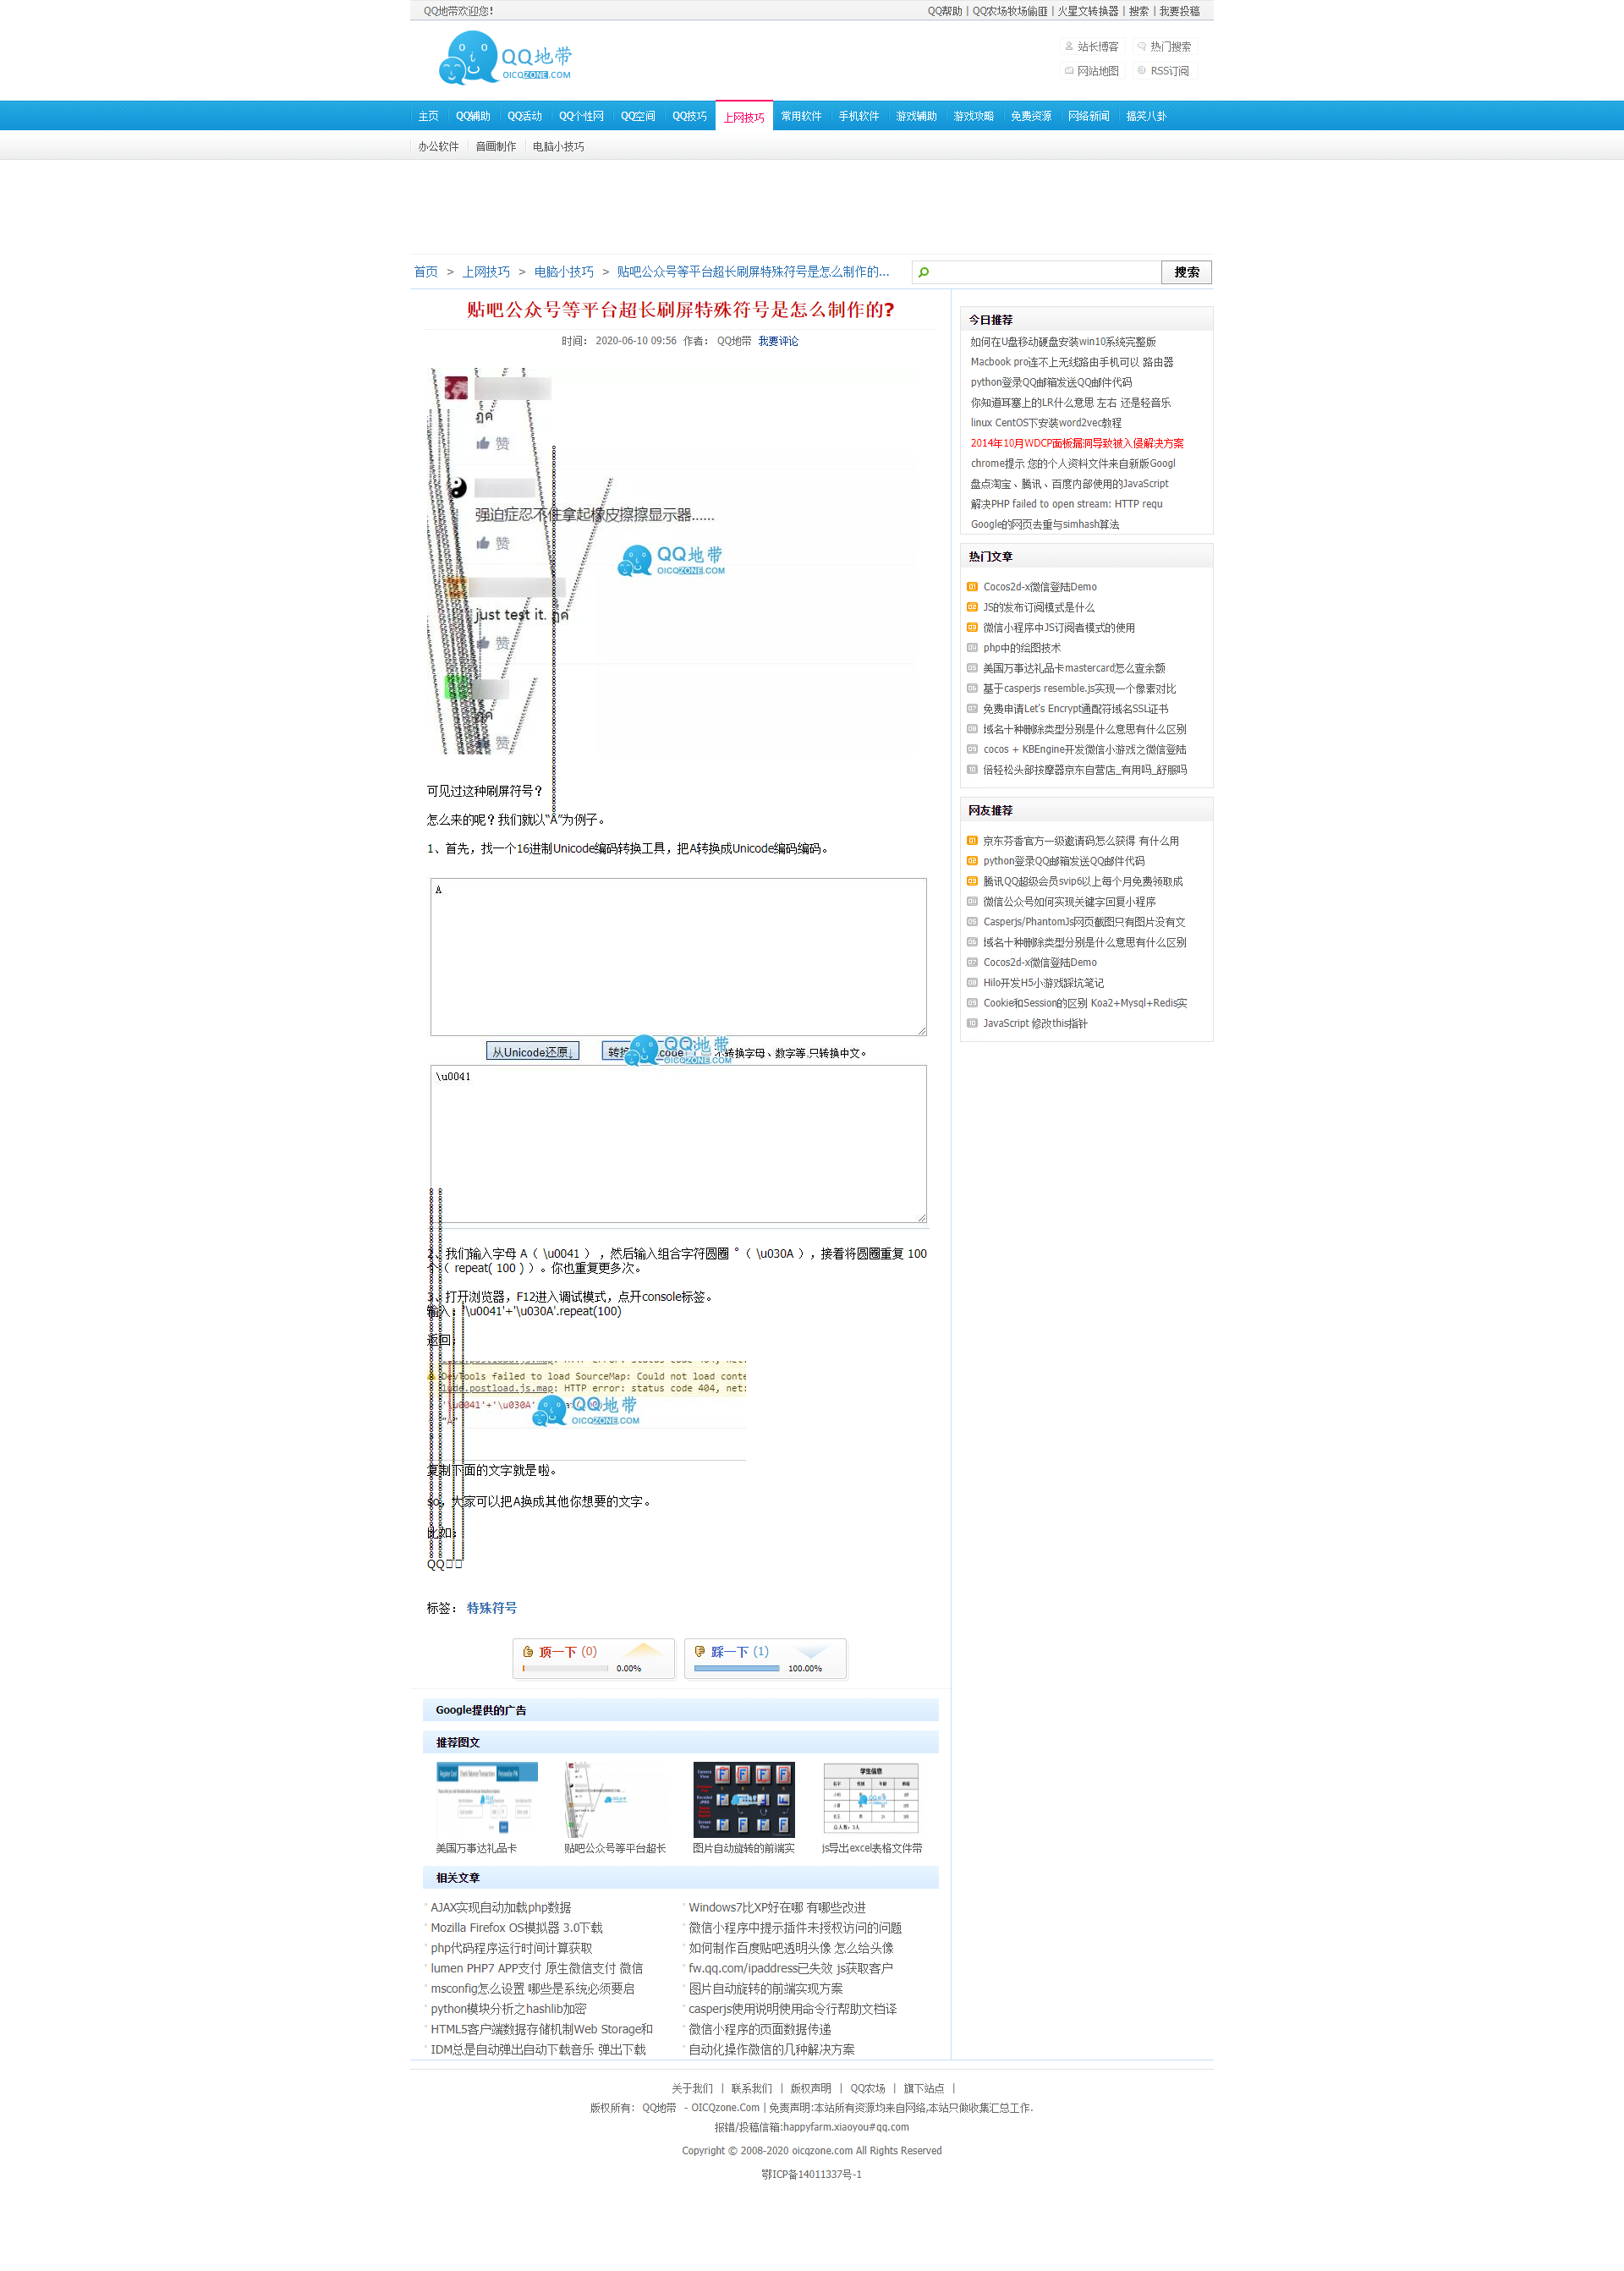 QQ地带欢迎您!
QQ帮助 | QQ农场牧场偷匪 | 火星文转换器 | 搜索 | 我要投稿
QQ地带
OICQZONE.COM
站长博客 热门搜索
网站地图 RSS订阅
主页 QQ辅助 QQ活动 QQ个性网 QQ空间 QQ技巧 上网技巧 常用软件 手机软件 游戏辅助 游戏攻略 免费资源 网络新闻 搞笑八卦
办公软件 音画制作 电脑小技巧
首页 > 上网技巧 > 电脑小技巧 > 贴吧公众号等平台超长刷屏特殊符号是怎么制作的...
搜索
贴吧公众号等平台超长刷屏特殊符号是怎么制作的?
时间: 2020-06-10 09:56 作者: QQ地带 我要评论
赞
强迫症忍不住拿起橡皮擦擦显示器......
赞
QQ地带
OICQZONE.COM
just test it.
赞
赞
可见过这种刷屏符号?
怎么来的呢?我们就以“Å”为例子。
1、首先，找一个16进制Unicode编码转换工具，把A转换成Unicode编码编码。
A
从Unicode还原↓
QQ地带
OICQZONE.COM
不转换字母、数字等,只转换中文。
\u0041
2、我们输入字母 A（ \u0041 ），然后输入组合字符圆圈 °（ \u030A ），接着将圆圈重复 100
个（ repeat( 100 ) ）。你也重复更多次。
3、打开浏览器，F12进入调试模式，点开console标签。
输入：'\u0041'+'\u030A'.repeat(100)
返回：
DevTools failed to load SourceMap: Could not load conte
lude.postload.js.map: HTTP error: status code 404, net:
'\u0041'+'\u030A'
QQ地带
OICQZONE.COM
复制下面的文字就是啦。
so，大家可以把A换成其他你想要的文字。
比如：
QQ
标签： 特殊符号
顶一下 (0)
0.00%
踩一下 (1)
100.00%
Google提供的广告
推荐图文
学生信息
美国万事达礼品卡 贴吧公众号等平台超长 图片自动旋转的前端实 js导出excel表格文件带
相关文章
AJAX实现自动加载php数据
Windows7比XP好在哪 有哪些改进
Mozilla Firefox OS模拟器 3.0下载
微信小程序中提示插件未授权访问的问题
php代码程序运行时间计算获取
如何制作百度贴吧透明头像 怎么给头像
lumen PHP7 APP支付 原生微信支付 微信
fw.qq.com/ipaddress已失效 js获取客户
msconfig怎么设置 哪些是系统必须要启
图片自动旋转的前端实现方案
python模块分析之hashlib加密
casperjs使用说明使用命令行帮助文档译
HTML5客户端数据存储机制Web Storage和
微信小程序的页面数据传递
IDM总是自动弹出自动下载音乐 弹出下载
自动化操作微信的几种解决方案
今日推荐
如何在U盘移动硬盘安装win10系统完整版
Macbook pro连不上无线路由手机可以 路由器
python登录QQ邮箱发送QQ邮件代码
你知道耳塞上的LR什么意思 左右 还是轻音乐
linux CentOS下安装word2vec教程
2014年10月WDCP面板漏洞导致被入侵解决方案
chrome提示 您的个人资料文件来自新版Googl
盘点淘宝、腾讯、百度内部使用的JavaScript
解决PHP failed to open stream: HTTP requ
Google的网页去重与simhash算法
热门文章
01 Cocos2d-x微信登陆Demo
02 JS的发布订阅模式是什么
03 微信小程序中JS订阅者模式的使用
04 php中的绘图技术
05 美国万事达礼品卡mastercard怎么查余额
06 基于casperjs resemble.js实现一个像素对比
07 免费申请Let's Encrypt通配符域名SSL证书
08 域名十种删除类型分别是什么意思有什么区别
09 cocos + KBEngine开发微信小游戏之微信登陆
10 倍轻松头部按摩器京东自营店_有用吗_舒服吗
网友推荐
01 京东芬香官方一级邀请码怎么获得 有什么用
02 python登录QQ邮箱发送QQ邮件代码
03 腾讯QQ超级会员svip6以上每个月免费领取成
04 微信公众号如何实现关键字回复小程序
05 Casperjs/PhantomJs网页截图只有图片没有文
06 域名十种删除类型分别是什么意思有什么区别
07 Cocos2d-x微信登陆Demo
08 Hilo开发H5小游戏踩坑笔记
09 Cookie和Session的区别 Koa2+Mysql+Redis实
10 JavaScript 修改this指针
关于我们 | 联系我们 | 版权声明 | QQ农场 | 旗下站点 |
版权所有: QQ地带 - OICQzone.Com | 免责声明:本站所有资源均来自网络,本站只做收集汇总工作.
报错/投稿信箱:happyfarm.xiaoyou#qq.com
Copyright © 2008-2020 oicqzone.com All Rights Reserved
鄂ICP备14011337号-1